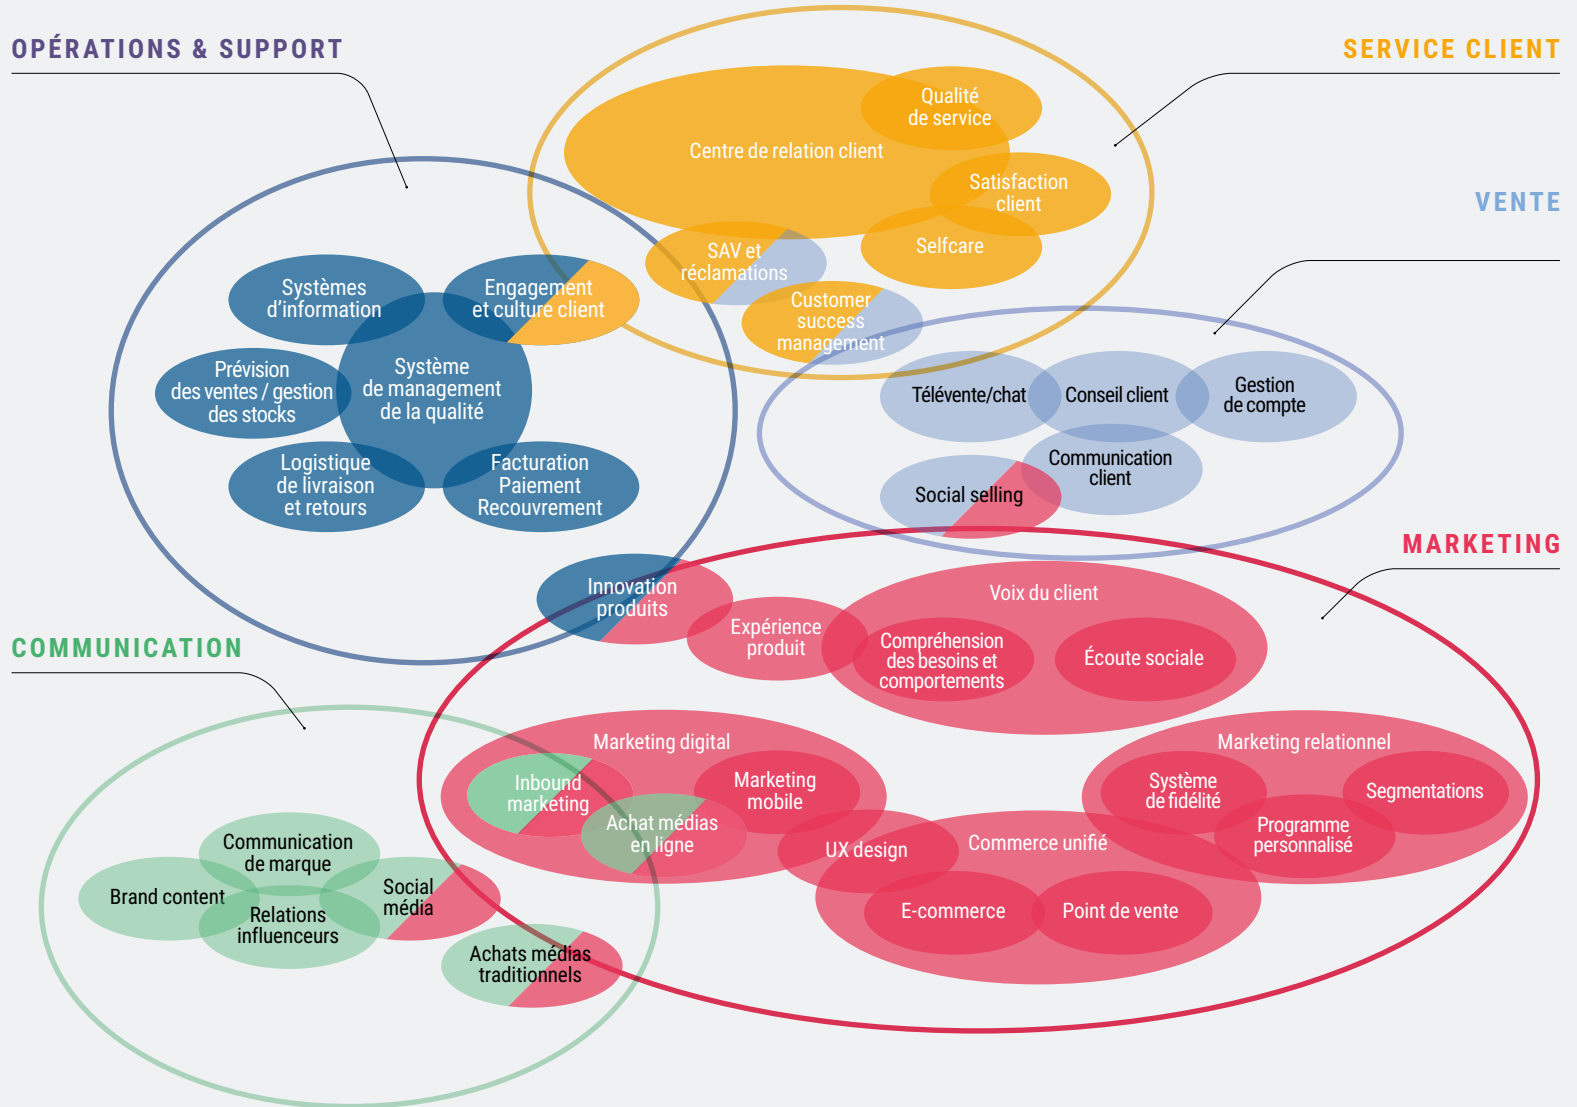 OPÉRATIONS & SUPPORT
SERVICE CLIENT
Qualité
de service
Centre de relation client
Satisfaction
client
Selfcare
SAV et
réclamations
Customer
success
management
VENTE
Systèmes
d'information
Engagement
et culture client
Système
de management
de la qualité
Prévision
des ventes / gestion
des stocks
Logistique
de livraison
et retours
Facturation
Paiement
Recouvrement
Télévente/chat
Conseil client
Gestion
de compte
Communication
client
Social selling
MARKETING
Innovation
produits
Expérience
produit
Voix du client
Compréhension
des besoins et
comportements
Écoute sociale
COMMUNICATION
Marketing digital
Inbound
marketing
Marketing
mobile
Achat médias
en ligne
UX design
Commerce unifié
E-commerce
Point de vente
Marketing relationnel
Système
de fidélité
Segmentations
Programme
personnalisé
Communication
de marque
Brand content
Social
média
Relations
influenceurs
Achats médias
traditionnels